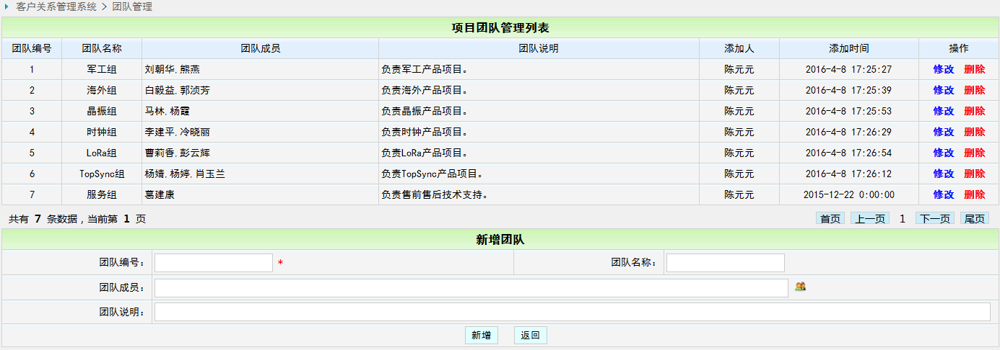 客户关系管理系统 > 团队管理
项目团队管理列表
团队编号 团队名称 团队成员 团队说明 添加人 添加时间 操作
1 军工组 刘朝华,熊燕 负责军工产品项目。 陈元元 2016-4-8 17:25:27 修改 删除
2 海外组 白毅益,郭浈芳 负责海外产品项目。 陈元元 2016-4-8 17:25:39 修改 删除
3 晶振组 马林,杨霞 负责晶振产品项目。 陈元元 2016-4-8 17:25:53 修改 删除
4 时钟组 李建平,冷晓丽 负责时钟产品项目。 陈元元 2016-4-8 17:26:29 修改 删除
5 LoRa组 曹莉香,彭云辉 负责LoRa产品项目。 陈元元 2016-4-8 17:26:54 修改 删除
6 TopSync组 杨婧,杨婷,肖玉兰 负责TopSync产品项目。 陈元元 2016-4-8 17:26:12 修改 删除
7 服务组 葛建康 负责售前售后技术支持。 陈元元 2015-12-22 0:00:00 修改 删除
共有 7 条数据，当前第 1 页 首页 上一页 1 下一页 尾页
新增团队
团队编号： * 团队名称：
团队成员：
团队说明：
新增 返回